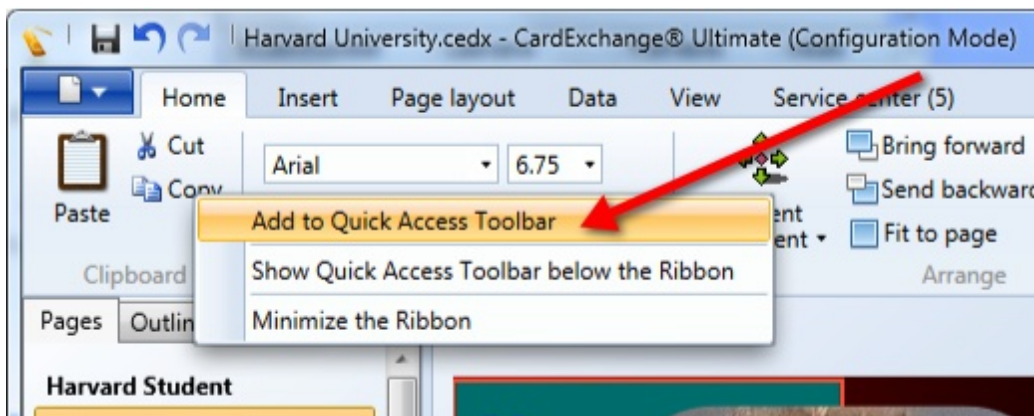 Harvard University.cedx - CardExchange® Ultimate (Configuration Mode)
Home Insert Page layout Data View Service center (5)
Cut
Copy
Paste
Arial 6.75
Bring forward
Send backward
Fit to page
Clipboard
Arrange
Add to Quick Access Toolbar
Show Quick Access Toolbar below the Ribbon
Minimize the Ribbon
Pages Outlin
Harvard Student